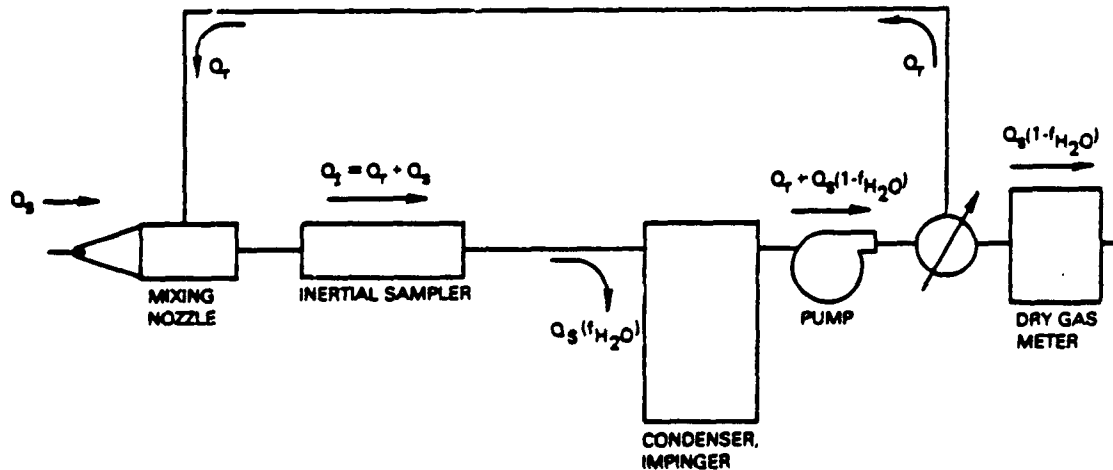 Qr
Qr
Qs(1-fH2O)
Qs
Qt = Qr + Qs
Qr + Qs(1-fH2O)
MIXING
NOZZLE
INERTIAL SAMPLER
Qs(fH2O)
PUMP
DRY GAS
METER
CONDENSER,
IMPINGER